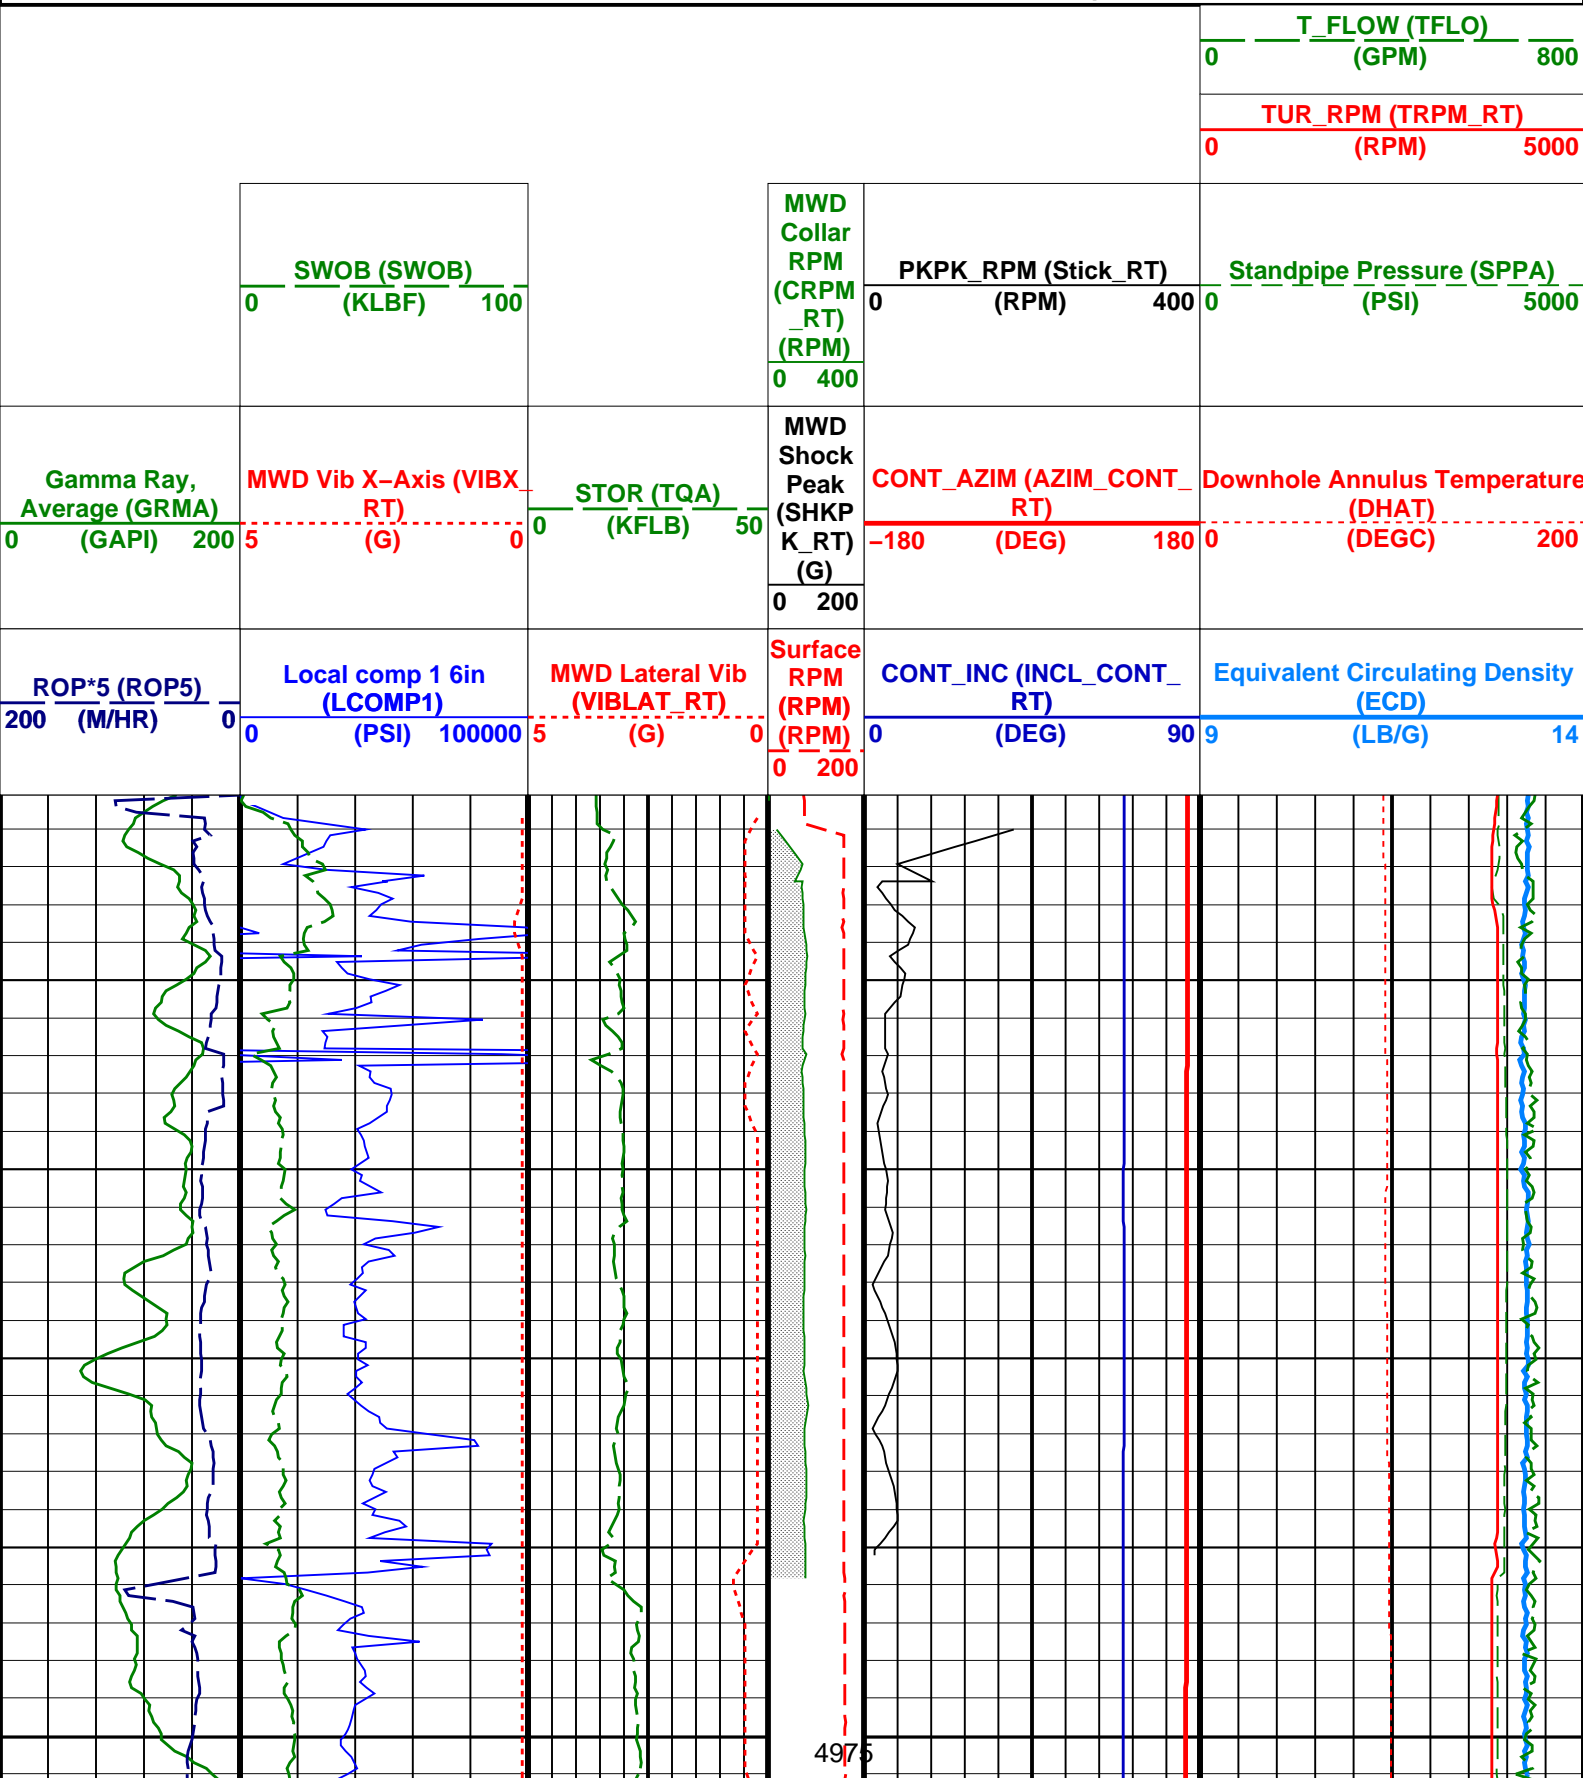 T_FLOW (TFLO)
0 (GPM) 800
TUR_RPM (TRPM_RT)
0 (RPM) 5000
SWOB (SWOB)
0 (KLBF) 100
MWD
Collar
RPM
(CRPM
_RT)
(RPM)
0 400
PKPK_RPM (Stick_RT)
0 (RPM) 400
Standpipe Pressure (SPPA)
0 (PSI) 5000
Gamma Ray,
Average (GRMA)
0 (GAPI) 200
MWD Vib X−Axis (VIBX_
RT)
5 (G) 0
STOR (TQA)
0 (KFLB) 50
MWD
Shock
Peak
(SHKP
K_RT)
(G)
0 200
CONT_AZIM (AZIM_CONT_
RT)
−180 (DEG) 180
Downhole Annulus Temperature
(DHAT)
0 (DEGC) 200
ROP*5 (ROP5)
200 (M/HR) 0
Local comp 1 6in
(LCOMP1)
0 (PSI) 100000
MWD Lateral Vib
(VIBLAT_RT)
5 (G) 0
Surface
RPM
(RPM)
(RPM)
0 200
CONT_INC (INCL_CONT_
RT)
0 (DEG) 90
Equivalent Circulating Density
(ECD)
9 (LB/G) 14
4975